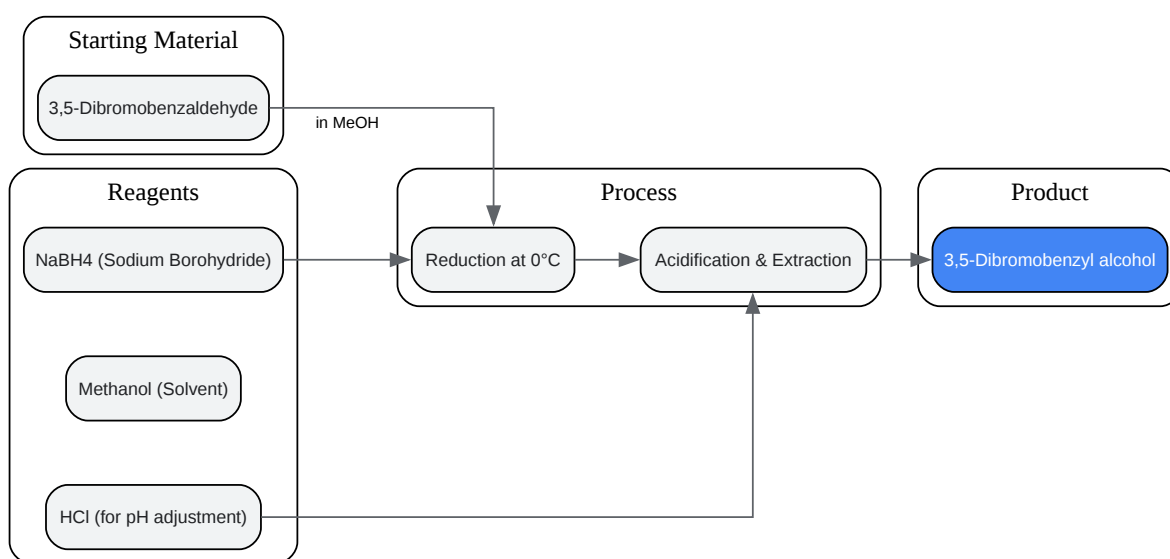 Starting Material
3,5-Dibromobenzaldehyde
in MeOH
Reagents
NaBH4 (Sodium Borohydride)
Methanol (Solvent)
HCl (for pH adjustment)
Process
Reduction at 0°C
Acidification & Extraction
Product
3,5-Dibromobenzyl alcohol